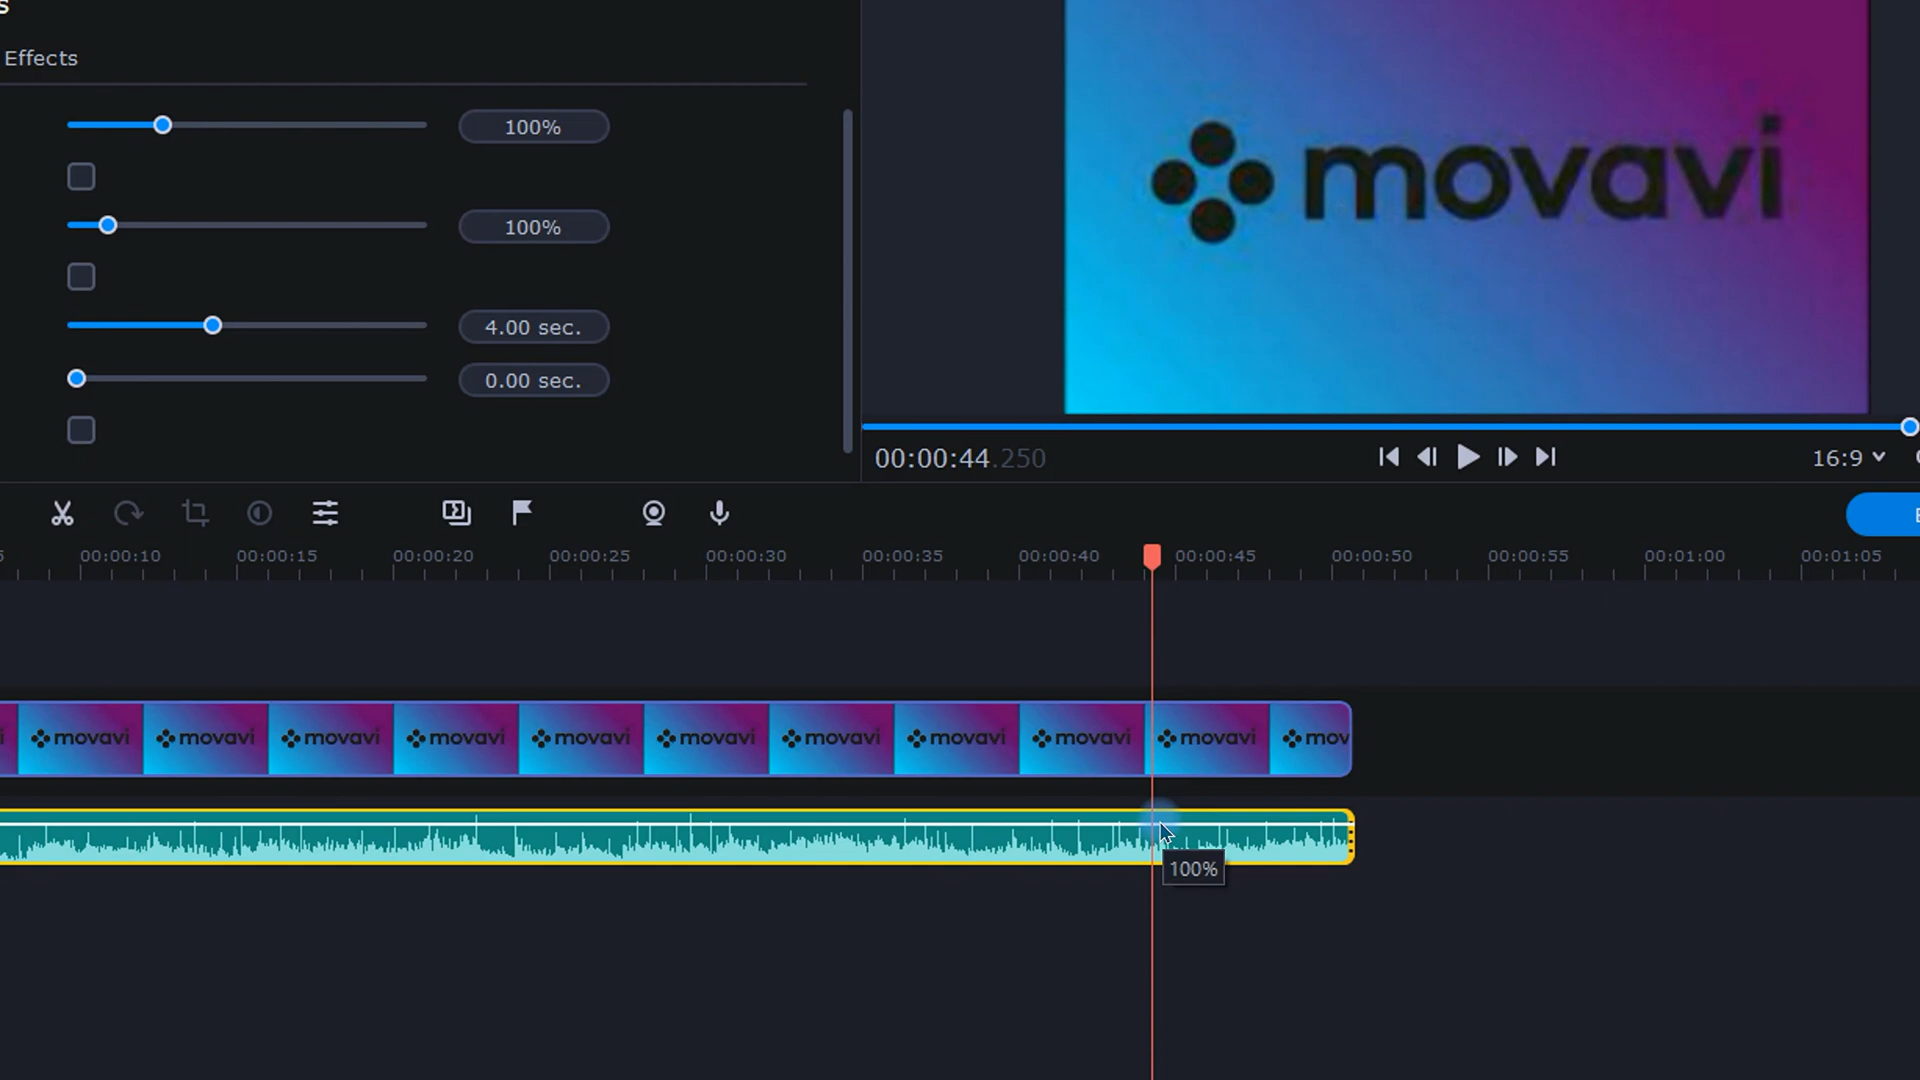 s
Effects
100%
100%
4.00 sec.
0.00 sec.
movavi
00:00:44.250
16:9
00:00:10 00:00:15 00:00:20 00:00:25 00:00:30 00:00:35 00:00:40 00:00:45 00:00:50 00:00:55 00:01:00 00:01:05
i movavi movavi movavi movavi movavi movavi movavi movavi movavi movavi mov
100%